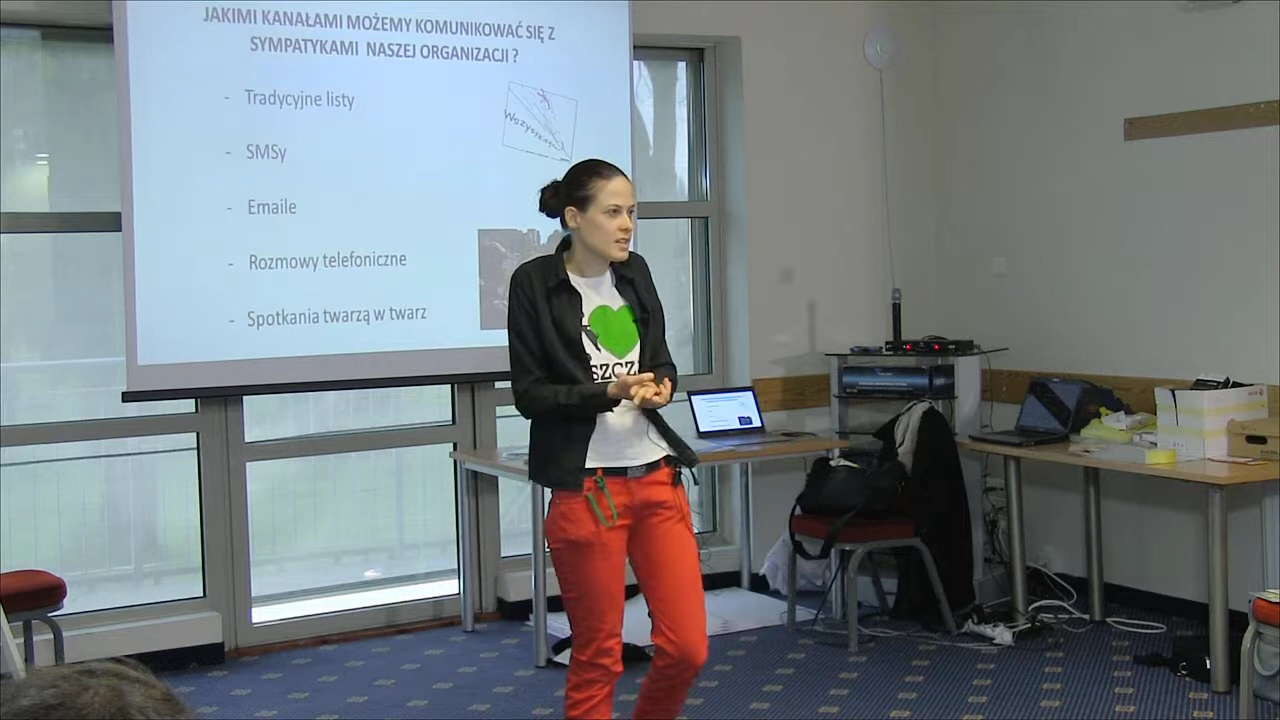 JAKIMI KANAŁAMI MOŻEMY KOMUNIKOWAĆ SIĘ Z
SYMPATYKAMI NASZEJ ORGANIZACJI ?
- Tradycyjne listy
- SMSy
- Emaile
- Rozmowy telefoniczne
- Spotkania twarzą w twarz